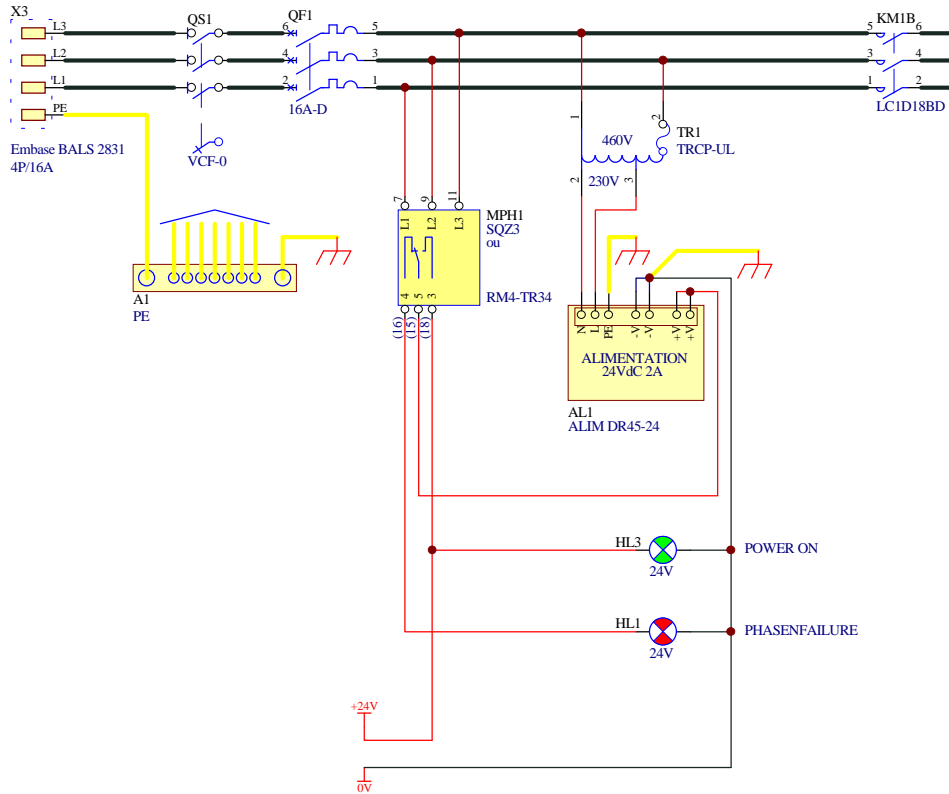 X3
L3
L2
L1
PE
Embase BALS 2831
4P/16A
QS1
VCF-0
QF1
6
4
2
5
3
1
16A-D
KM1B
5
6
3
4
1
2
LC1D18BD
1
2
460V
TR1
TRCP-UL
2
230V
3
7
9
11
L1
L2
L3
MPH1
SQZ3
ou
RM4-TR34
4
5
3
(16)
(15)
(18)
A1
PE
N
L
PE
-V
-V
+V
+V
ALIMENTATION
24VdC 2A
AL1
ALIM DR45-24
HL3
24V
POWER ON
HL1
24V
PHASENFAILURE
+24V
0V